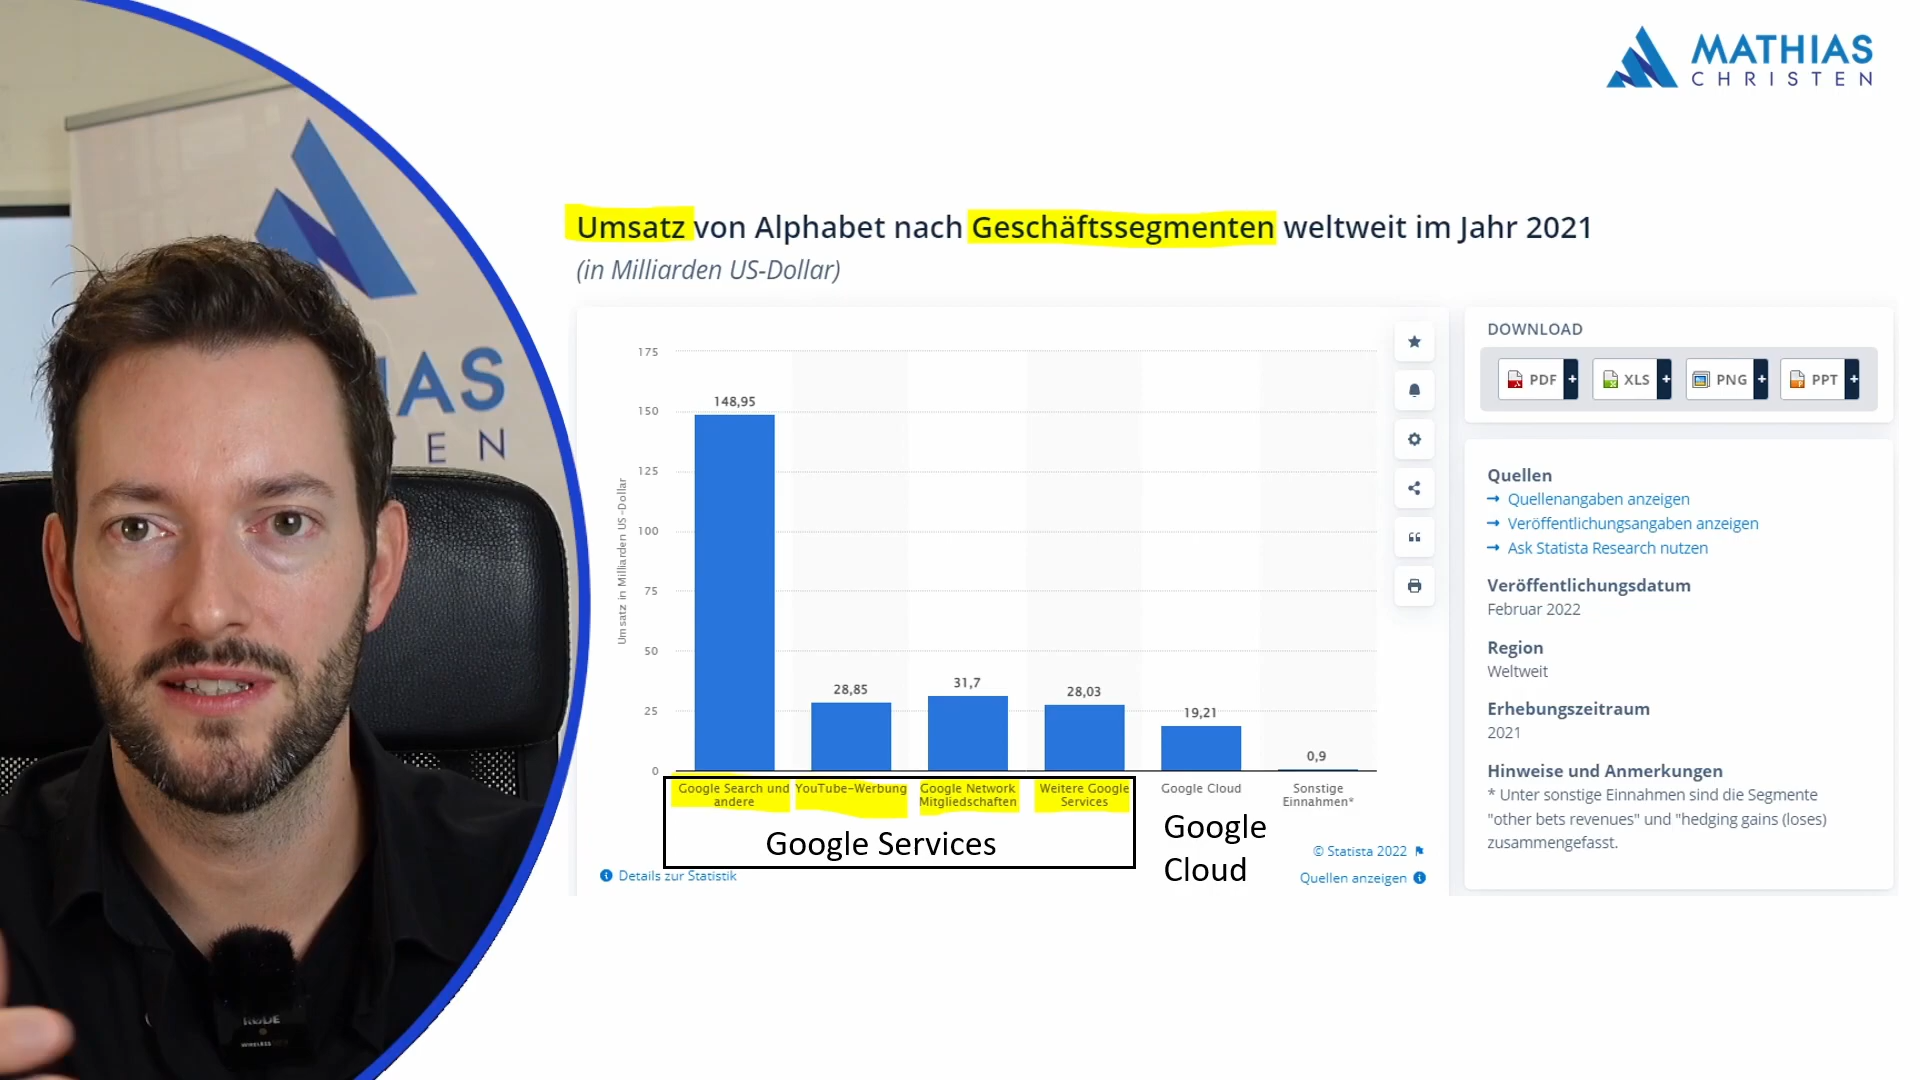 MATHIAS
CHRISTEN
IAS
EN
Umsatz von Alphabet nach Geschäftssegmenten weltweit im Jahr 2021
(in Milliarden US-Dollar)
Umsatz in Milliarden US-Dollar
175
150
125
100
75
50
25
0
148,95
28,85
31,7
28,03
19,21
0,9
Google Search und
andere
YouTube-Werbung
Google Network
Mitgliedschaften
Weitere Google
Services
Google Cloud
Sonstige
Einnahmen*
Google Services
Google
Cloud
Details zur Statistik
© Statista 2022
Quellen anzeigen
DOWNLOAD
PDF +
XLS +
PNG +
PPT +
Quellen
→ Quellenangaben anzeigen
→ Veröffentlichungsangaben anzeigen
→ Ask Statista Research nutzen
Veröffentlichungsdatum
Februar 2022
Region
Weltweit
Erhebungszeitraum
2021
Hinweise und Anmerkungen
* Unter sonstige Einnahmen sind die Segmente
"other bets revenues" und "hedging gains (loses)
zusammengefasst.
RØDE
WIRELESS